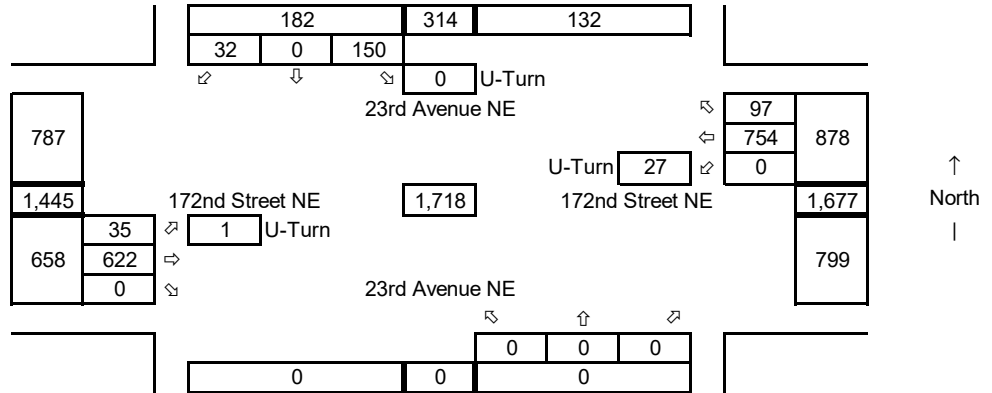 182 314 132
32 0 150
⬃ ⇩ ⬂ 0 U-Turn
23rd Avenue NE
⬁ 97
787 ⇦ 754 878
U-Turn 27 ⬃ 0 ↑
1,445 172nd Street NE 1,718 172nd Street NE 1,677 North
35 ⬀ 1 U-Turn |
658 622 ⇨ 799
0 ⬂ 23rd Avenue NE
⬁ ⇧ ⬀
0 0 0
0 0 0